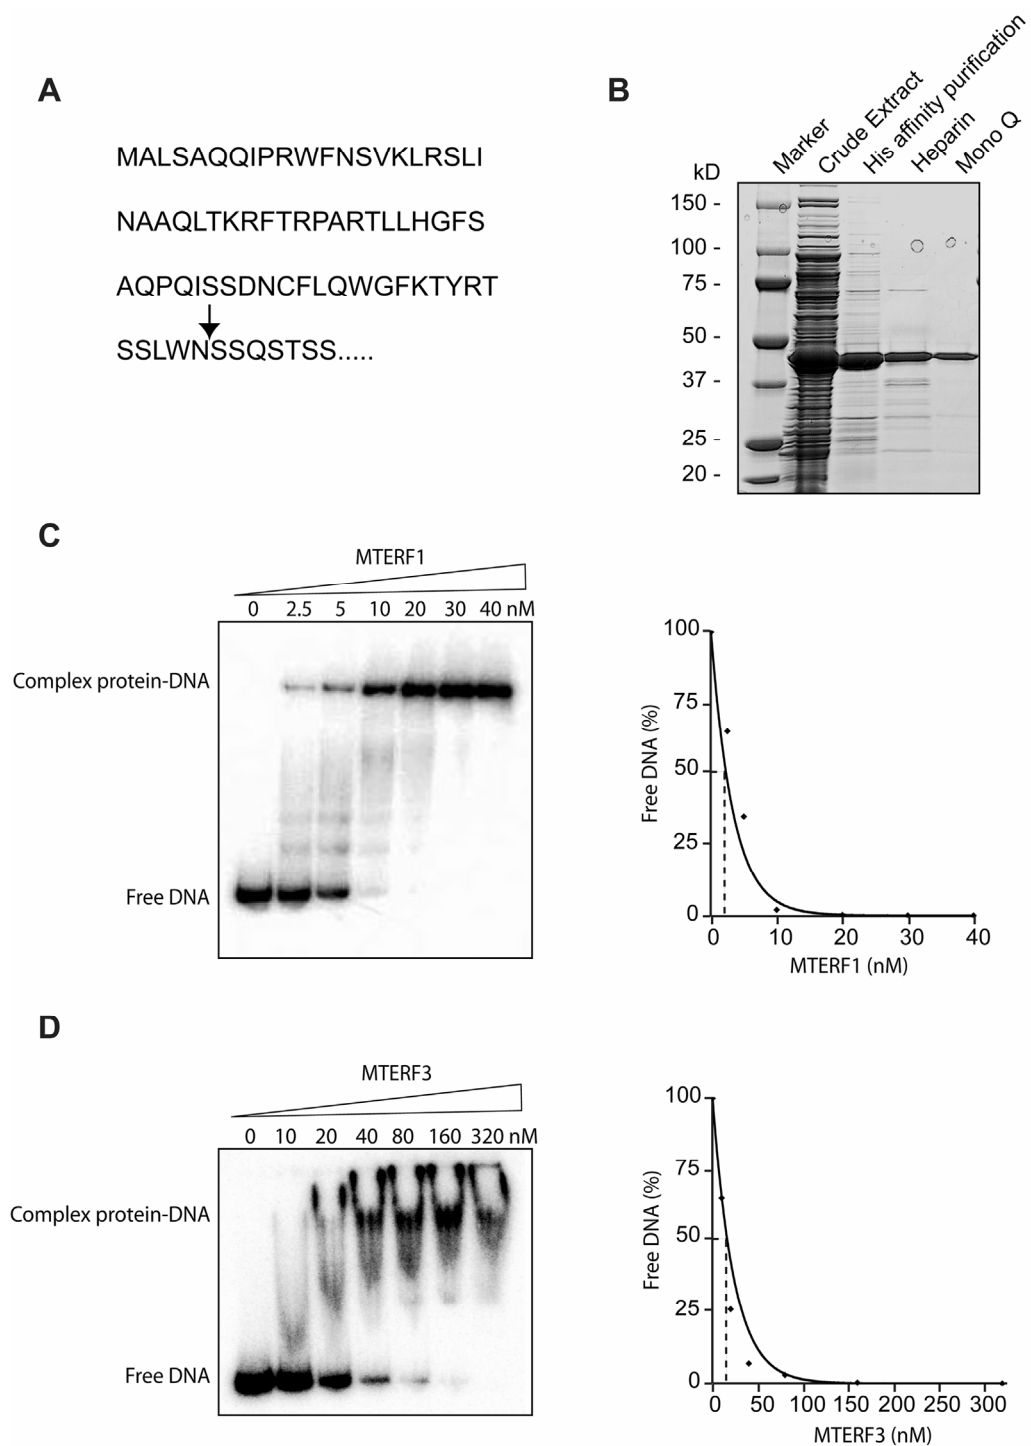 A
MALSAQQIPRWFNSVKLRSLI
NAAQLTKRFTRPARTLLHGFS
AQPQISSDNCFLQWGFKTYRT
SSLWNSSQSTSS.....
B
Marker
Crude Extract
His affinity purification
Heparin
Mono Q
kD
150 -
100 -
75 -
50 -
37 -
25 -
20 -
C
MTERF1
0 2.5 5 10 20 30 40 nM
Complex protein-DNA
Free DNA
Free DNA (%)
100
75
50
25
0
0 10 20 30 40
MTERF1 (nM)
D
MTERF3
0 10 20 40 80 160 320 nM
Complex protein-DNA
Free DNA
Free DNA (%)
100
75
50
25
0
0 50 100 150 200 250 300
MTERF3 (nM)